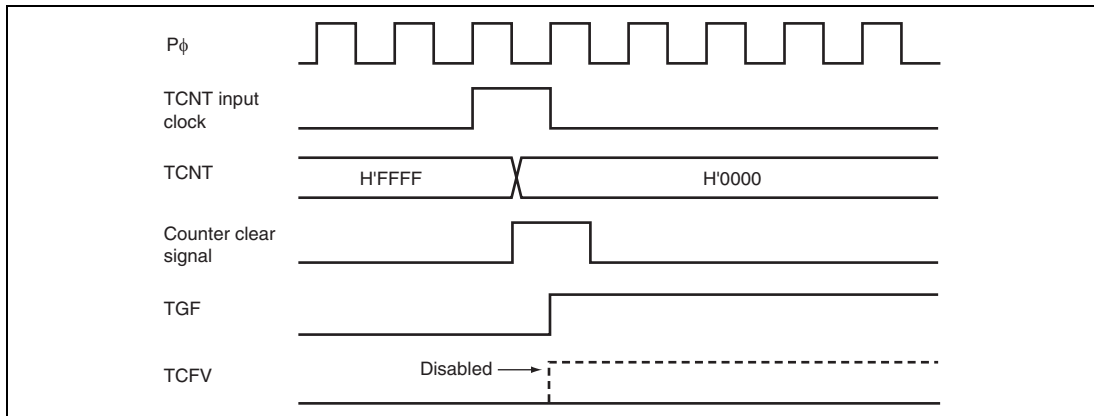 Pϕ
TCNT input
clock
TCNT
H'FFFF
H'0000
Counter clear
signal
TGF
TCFV
Disabled